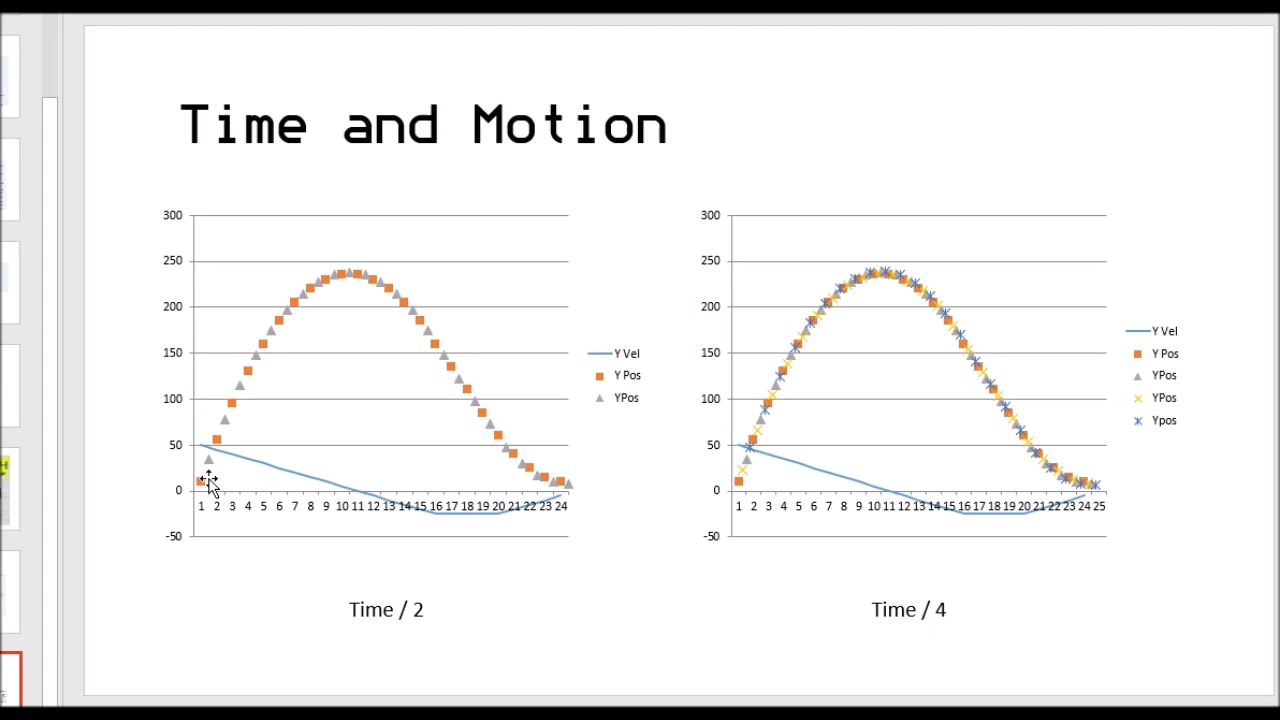 Time and Motion
300
250
200
150
100
50
0
-50
1 2 3 4 5 6 7 8 9 10 11 12 13 14 15 16 17 18 19 20 21 22 23 24
Y Vel
Y Pos
YPos
Time / 2
300
250
200
150
100
50
0
-50
1 2 3 4 5 6 7 8 9 10 11 12 13 14 15 16 17 18 19 20 21 22 23 24 25
Y Vel
Y Pos
YPos
YPos
Ypos
Time / 4